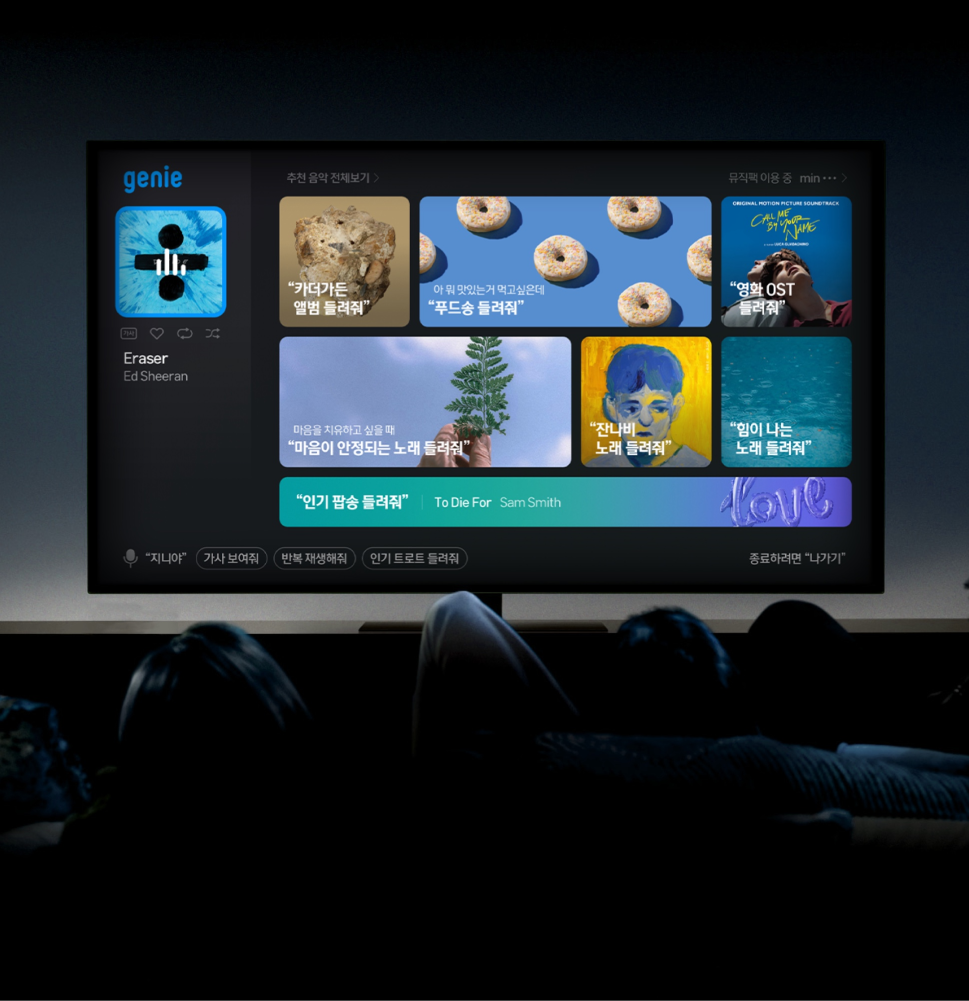 genie
추천 음악 전체보기 >
뮤직팩 이용 중 min ··· >
가사
Eraser
Ed Sheeran
“카더가든
앨범 들려줘”
아 뭐 맛있는거 먹고싶은데
“푸드송 들려줘”
ORIGINAL MOTION PICTURE SOUNDTRACK
CALL ME
BY YOUR
NAME
“영화 OST
들려줘”
마음을 치유하고 싶을 때
“마음이 안정되는 노래 들려줘”
“잔나비
노래 들려줘”
“힘이 나는
노래 들려줘”
“인기 팝송 들려줘” To Die For Sam Smith
love
“지니야” 가사 보여줘 반복 재생해줘 인기 트로트 들려줘
종료하려면 “나가기”